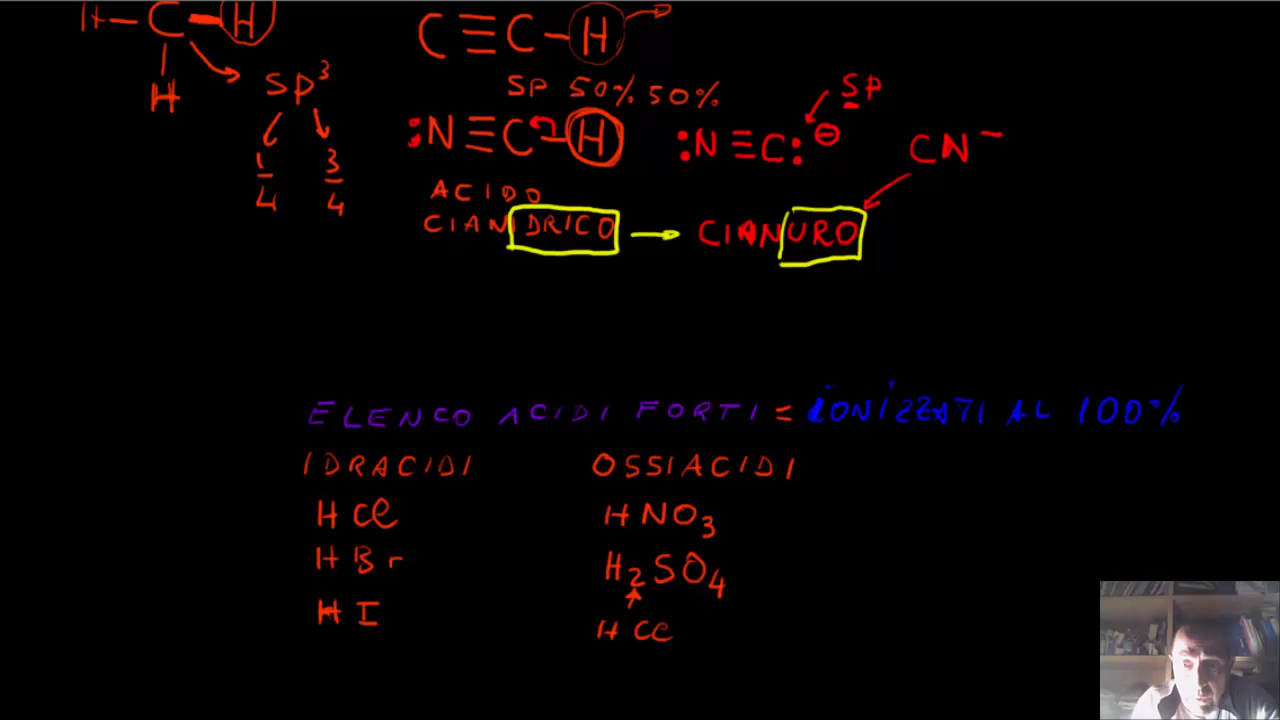 H—C—H
H
sp³
1/4 3/4
C≡C—H
SP 50% 50%
:N≡C—H
:N≡C:⊖
SP
CN⁻
ACIDO
CIANIDRICO → CIANURO
ELENCO ACIDI FORTI = IONIZZATI AL 100%
IDRACIDI OSSIACIDI
HCl HNO₃
HBr H₂SO₄
HI HCl